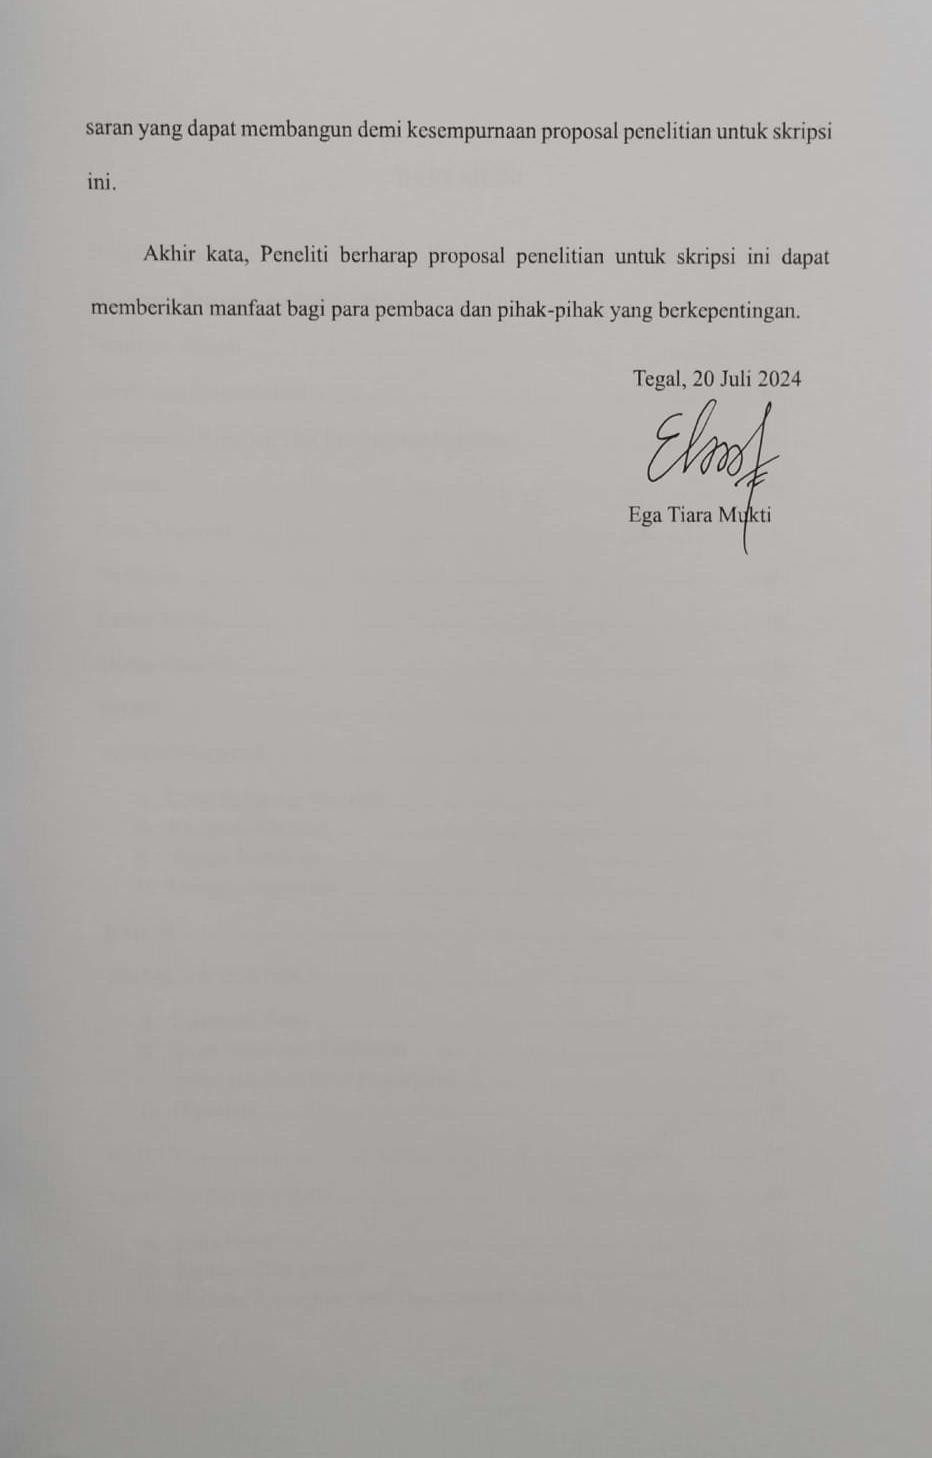 saran yang dapat membangun demi kesempurnaan proposal penelitian untuk skripsi
ini.
Akhir kata, Peneliti berharap proposal penelitian untuk skripsi ini dapat
memberikan manfaat bagi para pembaca dan pihak-pihak yang berkepentingan.
Tegal, 20 Juli 2024
Ega Tiara Mukti